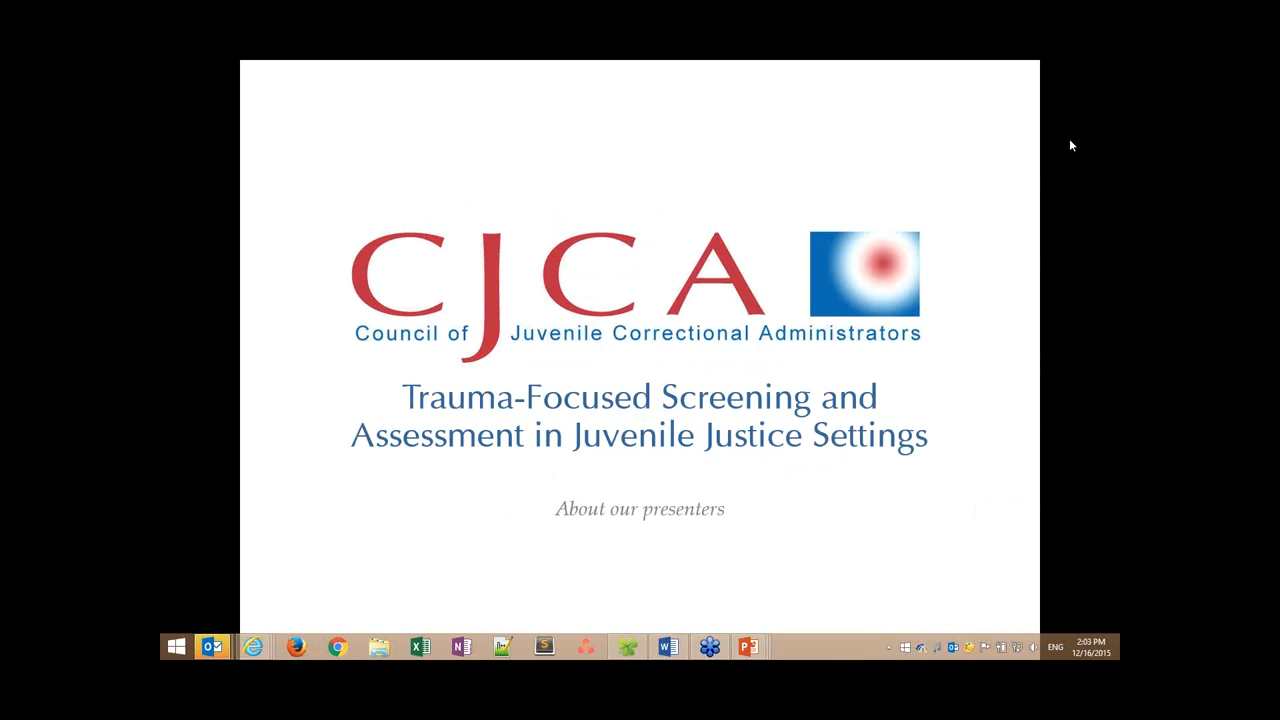 CJCA
Council of Juvenile Correctional Administrators
Trauma-Focused Screening and
Assessment in Juvenile Justice Settings
About our presenters
2:03 PM
ENG
12/16/2015